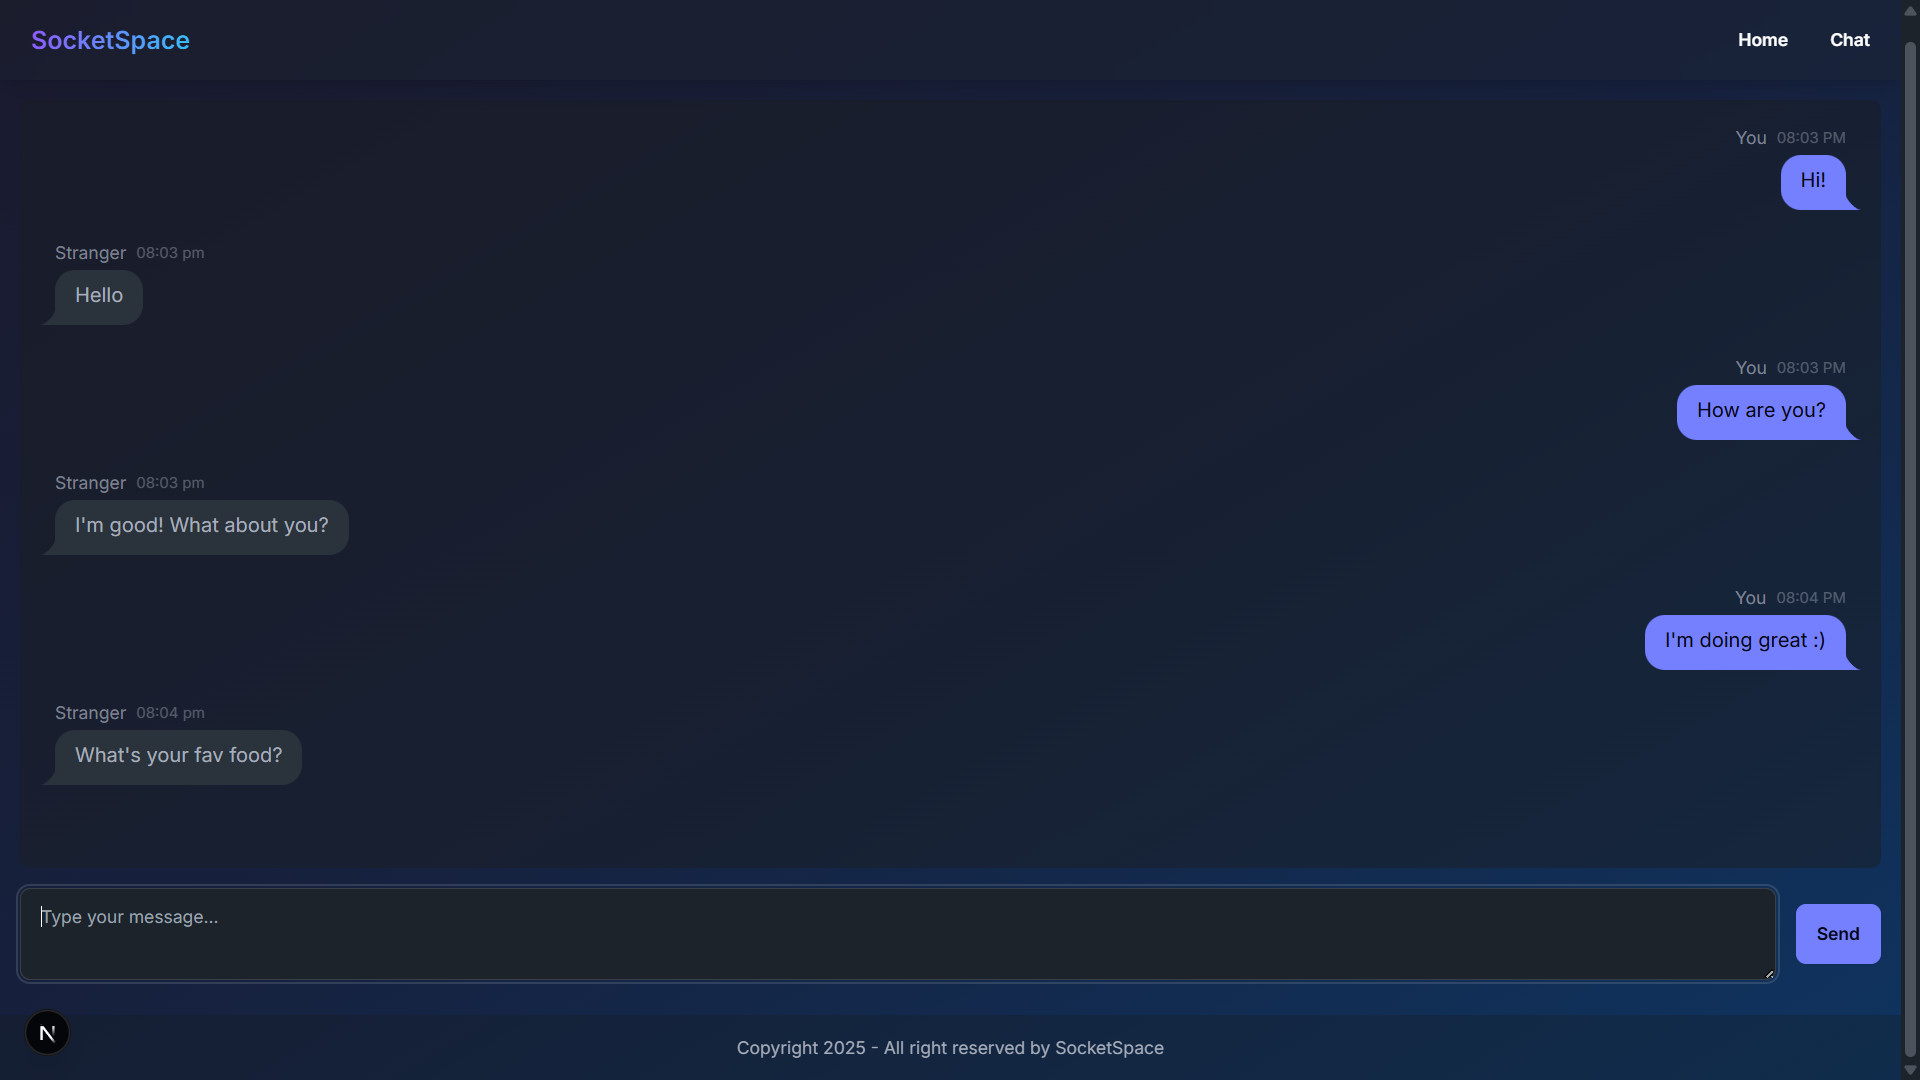 SocketSpace
Home Chat
You 08:03 PM
Hi!
Stranger 08:03 pm
Hello
You 08:03 PM
How are you?
Stranger 08:03 pm
I'm good! What about you?
You 08:04 PM
I'm doing great :)
Stranger 08:04 pm
What's your fav food?
Type your message...
Send
N
Copyright 2025 - All right reserved by SocketSpace